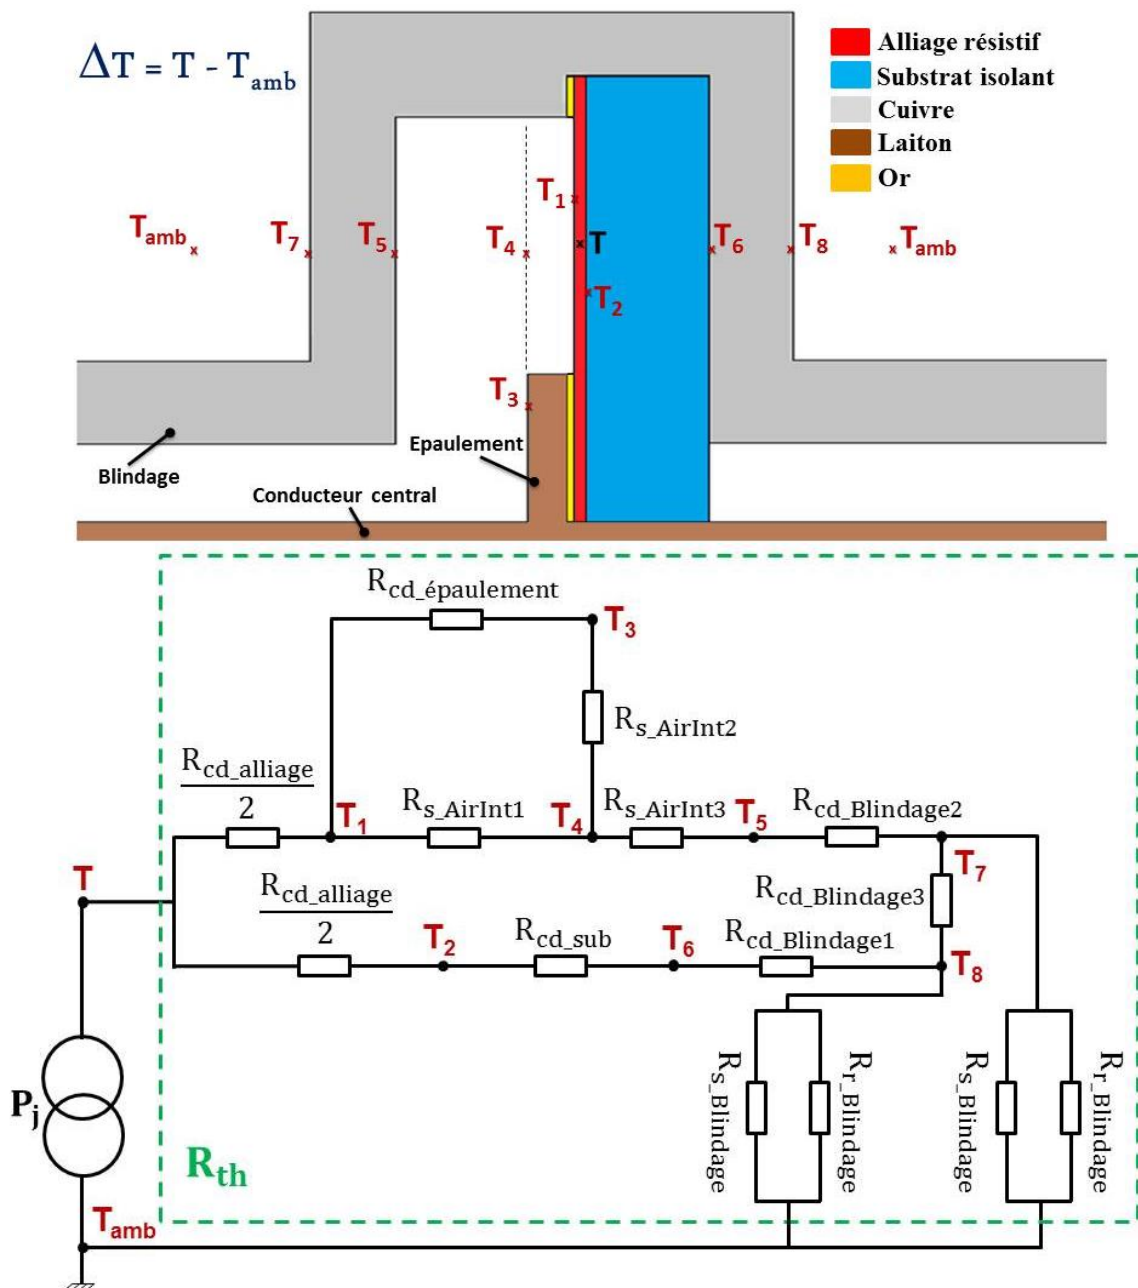 ΔT = T - Tamb
Alliage résistif
Substrat isolant
Cuivre
Laiton
Or
T1
Tamb
T7
T5
T4
T
T6
T8
Tamb
T2
T3
Epaulement
Blindage
Conducteur central
Rcd_épaulement
T3
Rs_AirInt2
Rcd_alliage
2
T1
Rs_AirInt1
T4
Rs_AirInt3
T5
Rcd_Blindage2
T7
T
Rcd_alliage
2
T2
Rcd_sub
T6
Rcd_Blindage1
Rcd_Blindage3
T8
Rs_Blindage
Rr_Blindage
Rs_Blindage
Rr_Blindage
Pj
Rth
Tamb